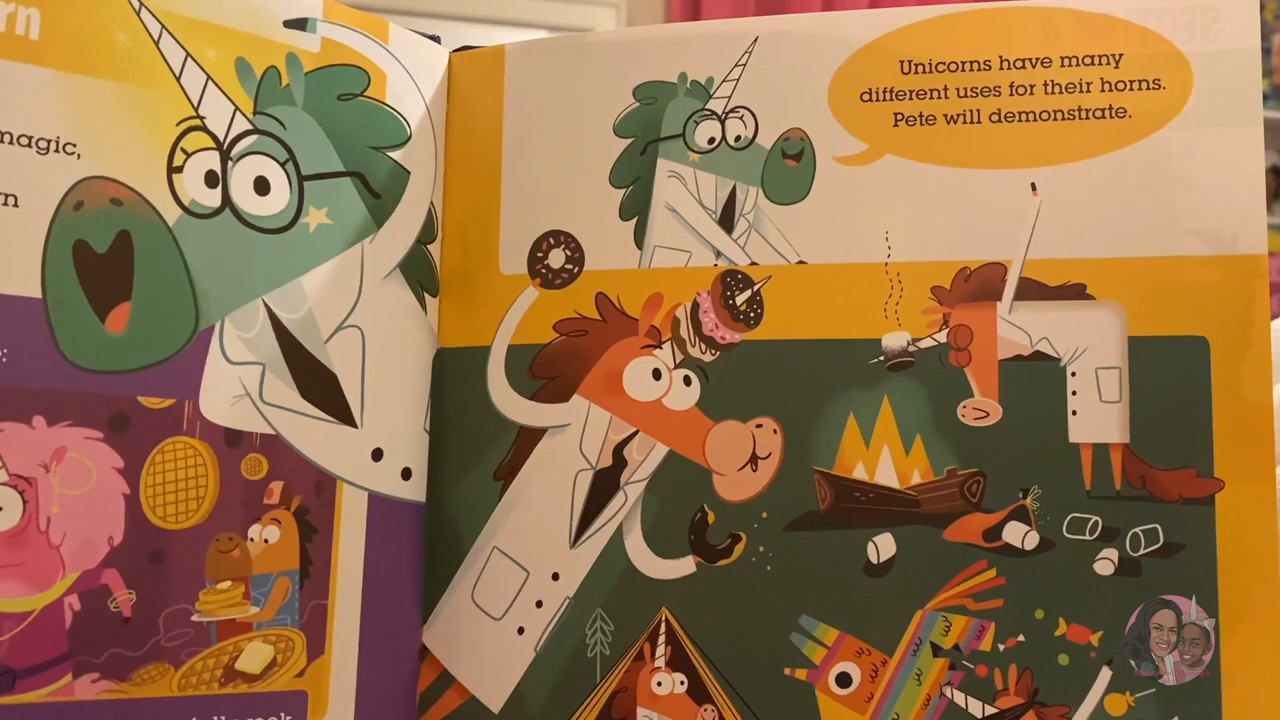 magic,
Unicorns have many
different uses for their horns.
Pete will demonstrate.